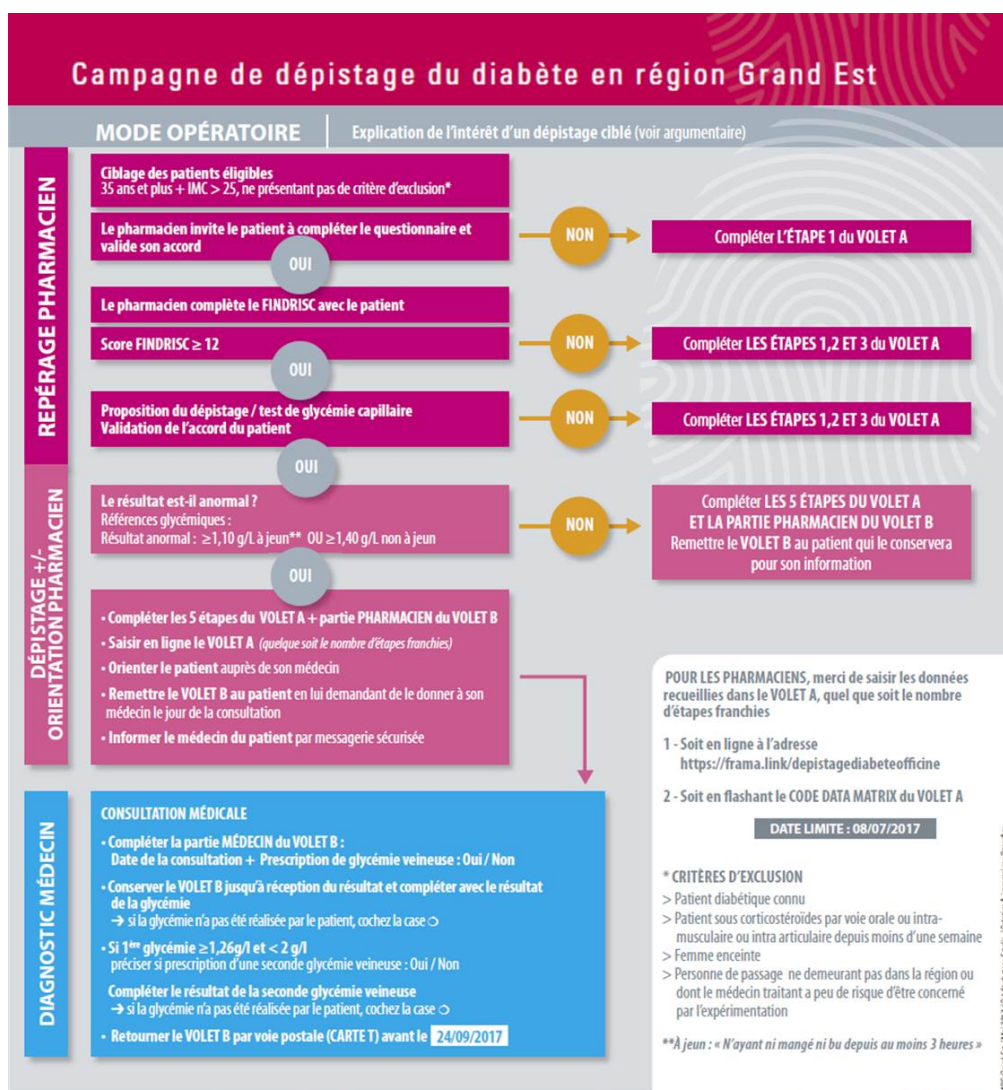 Campagne de dépistage du diabète en région Grand Est
MODE OPÉRATOIRE
Explication de l'intérêt d'un dépistage ciblé (voir argumentaire)
REPÉRAGE PHARMACIEN
Ciblage des patients éligibles
35 ans et plus + IMC > 25, ne présentant pas de critère d'exclusion*
Le pharmacien invite le patient à compléter le questionnaire et
valide son accord
NON
Compléter L'ÉTAPE 1 du VOLET A
OUI
Le pharmacien complète le FINDRISC avec le patient
Score FINDRISC ≥ 12
NON
Compléter LES ÉTAPES 1,2 ET 3 du VOLET A
OUI
Proposition du dépistage / test de glycémie capillaire
Validation de l'accord du patient
NON
Compléter LES ÉTAPES 1,2 ET 3 du VOLET A
OUI
DÉPISTAGE +/-
ORIENTATION PHARMACIEN
Le résultat est-il anormal ?
Références glycémiques :
Résultat anormal : ≥1,10 g/L à jeun** OU ≥1,40 g/L non à jeun
NON
Compléter LES 5 ÉTAPES DU VOLET A
ET LA PARTIE PHARMACIEN DU VOLET B
Remettre le VOLET B au patient qui le conservera
pour son information
OUI
• Compléter les 5 étapes du VOLET A + partie PHARMACIEN du VOLET B
• Saisir en ligne le VOLET A (quelque soit le nombre d'étapes franchies)
• Orienter le patient auprès de son médecin
• Remettre le VOLET B au patient en lui demandant de le donner à son
médecin le jour de la consultation
• Informer le médecin du patient par messagerie sécurisée
DIAGNOSTIC MÉDECIN
CONSULTATION MÉDICALE
• Compléter la partie MÉDECIN du VOLET B :
Date de la consultation + Prescription de glycémie veineuse : Oui / Non
• Conserver le VOLET B jusqu'à réception du résultat et compléter avec le résultat
de la glycémie
→ si la glycémie n'a pas été réalisée par le patient, cochez la case ❍
• Si 1ère glycémie ≥1,26g/l et < 2 g/l
préciser si prescription d'une seconde glycémie veineuse : Oui / Non
Compléter le résultat de la seconde glycémie veineuse
→ si la glycémie n'a pas été réalisée par le patient, cochez la case ❍
• Retourner le VOLET B par voie postale (CARTE T) avant le 24/09/2017
POUR LES PHARMACIENS, merci de saisir les données
recueillies dans le VOLET A, quel que soit le nombre
d'étapes franchies
1 - Soit en ligne à l'adresse
https://frama.link/depistagediabeteofficine
2 - Soit en flashant le CODE DATA MATRIX du VOLET A
DATE LIMITE : 08/07/2017
* CRITÈRES D'EXCLUSION
> Patient diabétique connu
> Patient sous corticostéroïdes par voie orale ou intra-
musculaire ou intra articulaire depuis moins d'une semaine
> Femme enceinte
> Personne de passage ne demeurant pas dans la région ou
dont le médecin traitant a peu de risque d'être concerné
par l'expérimentation
**À jeun : « N'ayant ni mangé ni bu depuis au moins 3 heures »